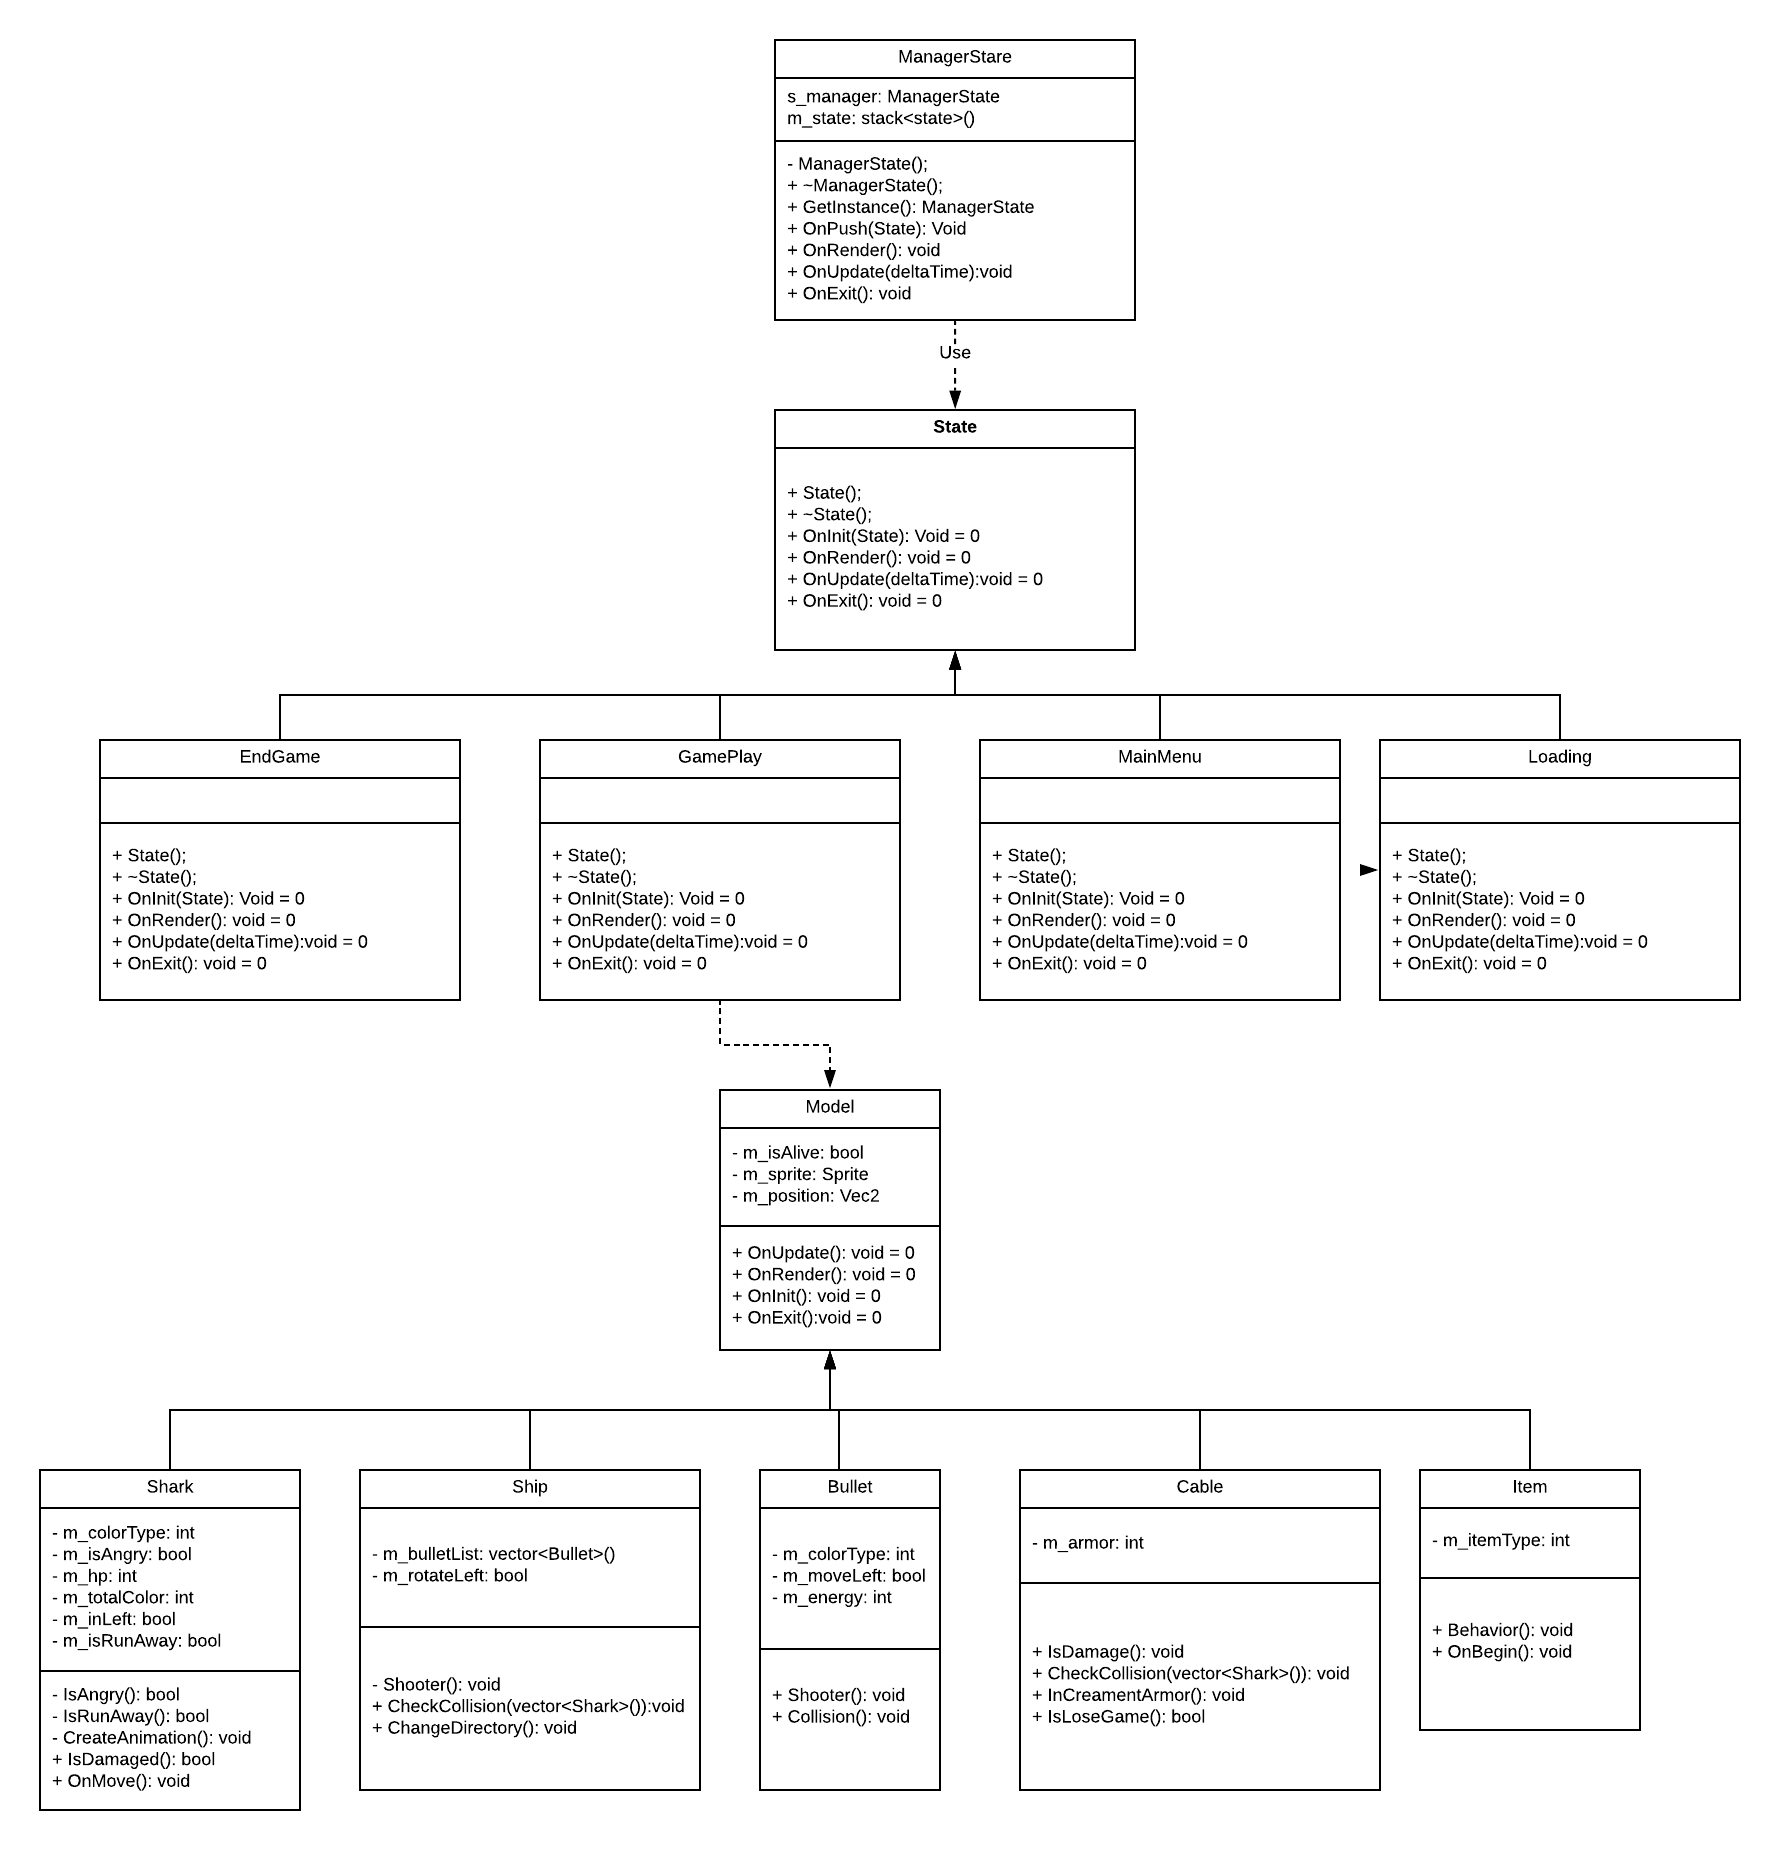 ManagerStare
s_manager: ManagerState
m_state: stack<state>()
- ManagerState();
+ ~ManagerState();
+ GetInstance(): ManagerState
+ OnPush(State): Void
+ OnRender(): void
+ OnUpdate(deltaTime):void
+ OnExit(): void
Use
State
+ State();
+ ~State();
+ OnInit(State): Void = 0
+ OnRender(): void = 0
+ OnUpdate(deltaTime):void = 0
+ OnExit(): void = 0
EndGame
+ State();
+ ~State();
+ OnInit(State): Void = 0
+ OnRender(): void = 0
+ OnUpdate(deltaTime):void = 0
+ OnExit(): void = 0
GamePlay
+ State();
+ ~State();
+ OnInit(State): Void = 0
+ OnRender(): void = 0
+ OnUpdate(deltaTime):void = 0
+ OnExit(): void = 0
MainMenu
+ State();
+ ~State();
+ OnInit(State): Void = 0
+ OnRender(): void = 0
+ OnUpdate(deltaTime):void = 0
+ OnExit(): void = 0
Loading
+ State();
+ ~State();
+ OnInit(State): Void = 0
+ OnRender(): void = 0
+ OnUpdate(deltaTime):void = 0
+ OnExit(): void = 0
Model
- m_isAlive: bool
- m_sprite: Sprite
- m_position: Vec2
+ OnUpdate(): void = 0
+ OnRender(): void = 0
+ OnInit(): void = 0
+ OnExit():void = 0
Shark
- m_colorType: int
- m_isAngry: bool
- m_hp: int
- m_totalColor: int
- m_inLeft: bool
- m_isRunAway: bool
- IsAngry(): bool
- IsRunAway(): bool
- CreateAnimation(): void
+ IsDamaged(): bool
+ OnMove(): void
Ship
- m_bulletList: vector<Bullet>()
- m_rotateLeft: bool
- Shooter(): void
+ CheckCollision(vector<Shark>()):void
+ ChangeDirectory(): void
Bullet
- m_colorType: int
- m_moveLeft: bool
- m_energy: int
+ Shooter(): void
+ Collision(): void
Cable
- m_armor: int
+ IsDamage(): void
+ CheckCollision(vector<Shark>()): void
+ InCreamentArmor(): void
+ IsLoseGame(): bool
Item
- m_itemType: int
+ Behavior(): void
+ OnBegin(): void